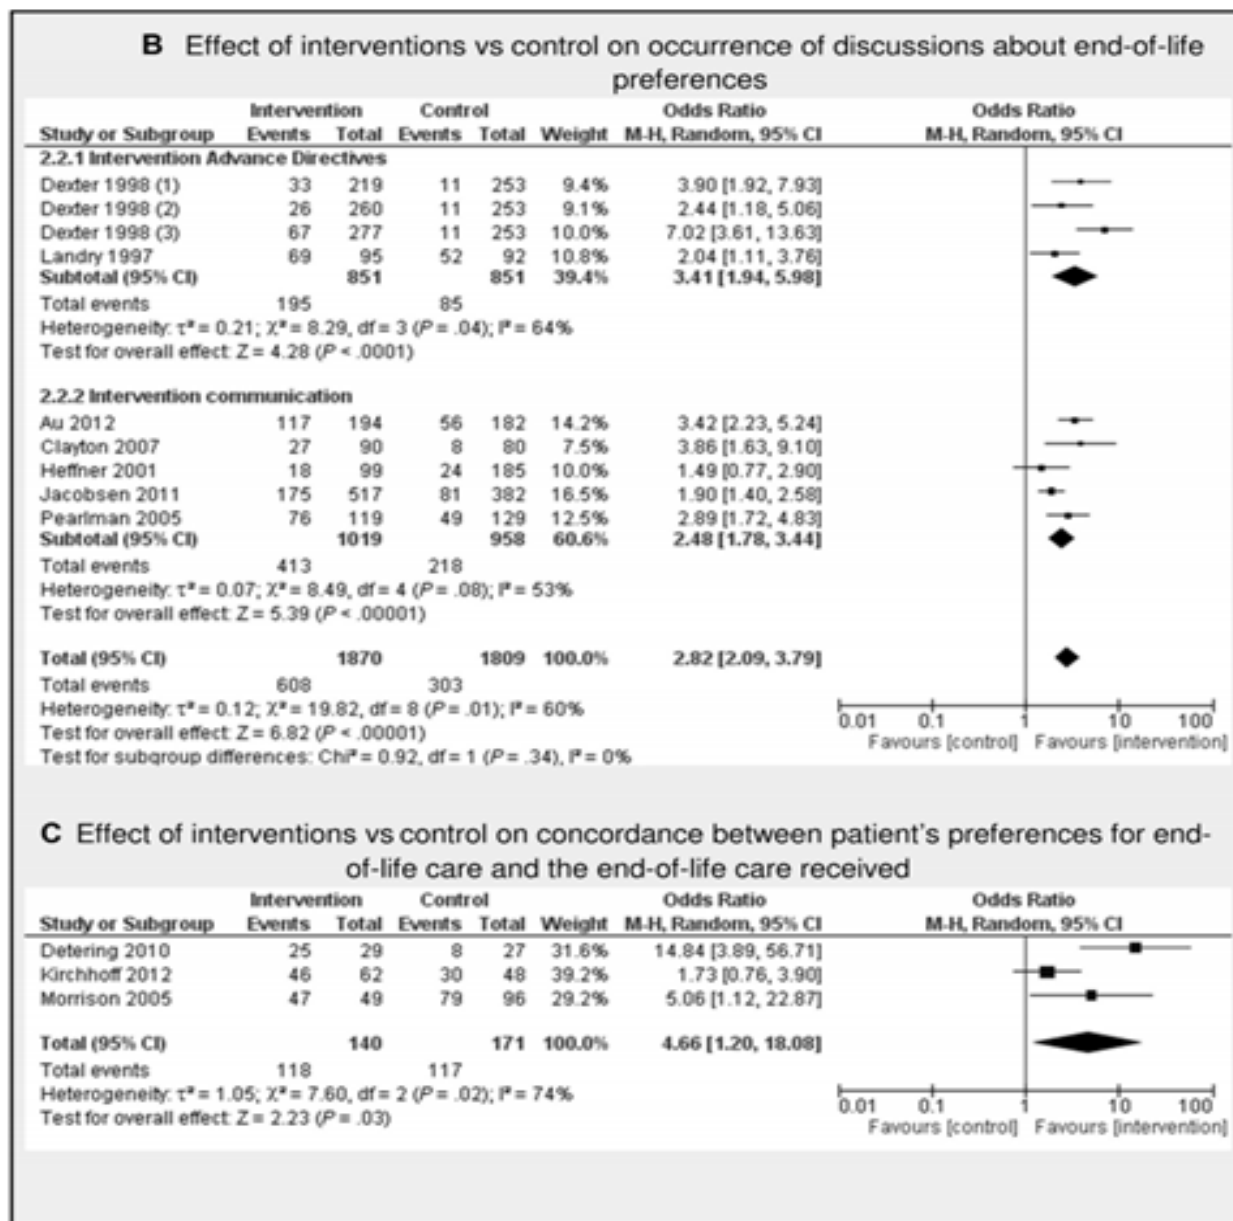 B Effect of interventions vs control on occurrence of discussions about end-of-life
preferences
Intervention Control Odds Ratio Odds Ratio
Study or Subgroup Events Total Events Total Weight M-H, Random, 95% CI M-H, Random, 95% CI
2.2.1 Intervention Advance Directives
Dexter 1998 (1) 33 219 11 253 9.4% 3.90 [1.92, 7.93]
Dexter 1998 (2) 26 260 11 253 9.1% 2.44 [1.18, 5.06]
Dexter 1998 (3) 67 277 11 253 10.0% 7.02 [3.61, 13.63]
Landry 1997 69 95 52 92 10.8% 2.04 [1.11, 3.76]
Subtotal (95% CI) 851 851 39.4% 3.41 [1.94, 5.98]
Total events 195 85
Heterogeneity: τ² = 0.21; χ² = 8.29, df = 3 (P = .04); I² = 64%
Test for overall effect: Z = 4.28 (P < .0001)
2.2.2 Intervention communication
Au 2012 117 194 56 182 14.2% 3.42 [2.23, 5.24]
Clayton 2007 27 90 8 80 7.5% 3.86 [1.63, 9.10]
Heffner 2001 18 99 24 185 10.0% 1.49 [0.77, 2.90]
Jacobsen 2011 175 517 81 382 16.5% 1.90 [1.40, 2.58]
Pearlman 2005 76 119 49 129 12.5% 2.89 [1.72, 4.83]
Subtotal (95% CI) 1019 958 60.6% 2.48 [1.78, 3.44]
Total events 413 218
Heterogeneity: τ² = 0.07; χ² = 8.49, df = 4 (P = .08); I² = 53%
Test for overall effect: Z = 5.39 (P < .00001)
Total (95% CI) 1870 1809 100.0% 2.82 [2.09, 3.79]
Total events 608 303
Heterogeneity: τ² = 0.12; χ² = 19.82, df = 8 (P = .01); I² = 60%
Test for overall effect: Z = 6.82 (P < .00001)
Test for subgroup differences: Chi² = 0.92, df = 1 (P = .34), I² = 0%
0.01 0.1 1 10 100
Favours [control] Favours [intervention]
C Effect of interventions vs control on concordance between patient's preferences for end-
of-life care and the end-of-life care received
Intervention Control Odds Ratio Odds Ratio
Study or Subgroup Events Total Events Total Weight M-H, Random, 95% CI M-H, Random, 95% CI
Detering 2010 25 29 8 27 31.6% 14.84 [3.89, 56.71]
Kirchhoff 2012 46 62 30 48 39.2% 1.73 [0.76, 3.90]
Morrison 2005 47 49 79 96 29.2% 5.06 [1.12, 22.87]
Total (95% CI) 140 171 100.0% 4.66 [1.20, 18.08]
Total events 118 117
Heterogeneity: τ² = 1.05; χ² = 7.60, df = 2 (P = .02); I² = 74%
Test for overall effect: Z = 2.23 (P = .03)
0.01 0.1 1 10 100
Favours [control] Favours [intervention]